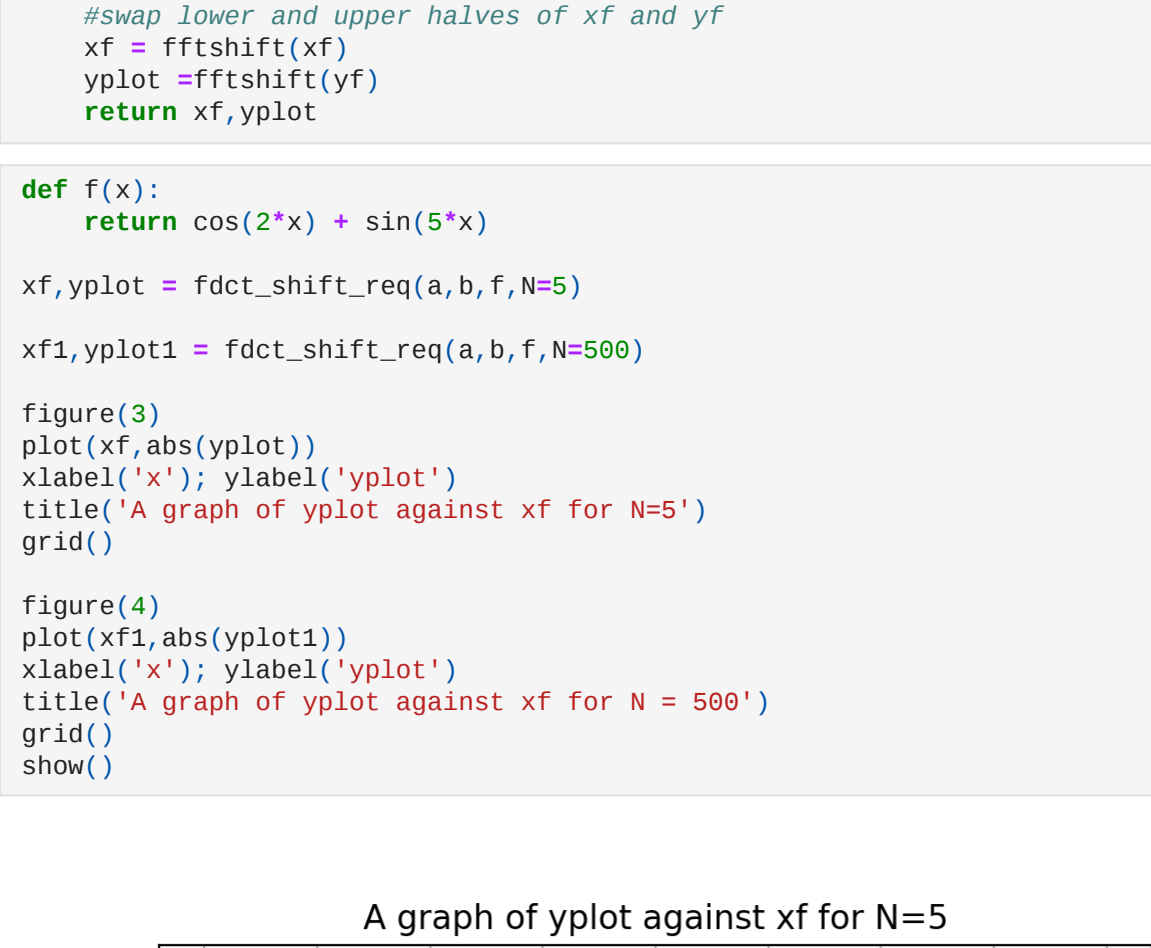 #swap lower and upper halves of xf and yf
xf = fftshift(xf)
yplot =fftshift(yf)
return xf,yplot
def f(x):
return cos(2*x) + sin(5*x)
xf,yplot = fdct_shift_req(a,b,f,N=5)
xf1,yplot1 = fdct_shift_req(a,b,f,N=500)
figure(3)
plot(xf,abs(yplot))
xlabel('x'); ylabel('yplot')
title('A graph of yplot against xf for N=5')
grid()
figure(4)
plot(xf1,abs(yplot1))
xlabel('x'); ylabel('yplot')
title('A graph of yplot against xf for N = 500')
grid()
show()
A graph of yplot against xf for N=5